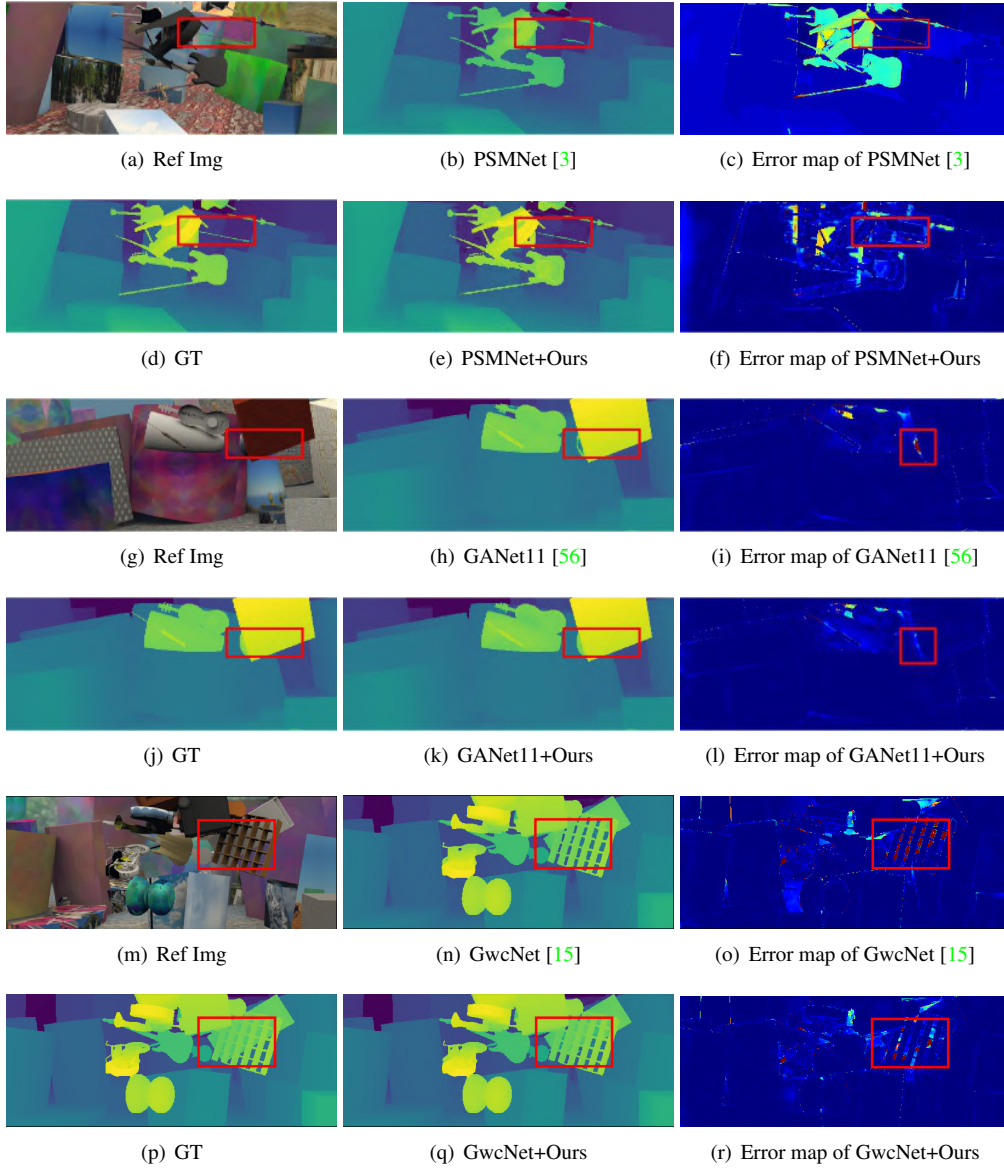 (a) Ref Img
(b) PSMNet [3]
(c) Error map of PSMNet [3]
(d) GT
(e) PSMNet+Ours
(f) Error map of PSMNet+Ours
(g) Ref Img
(h) GANet11 [56]
(i) Error map of GANet11 [56]
(j) GT
(k) GANet11+Ours
(l) Error map of GANet11+Ours
(m) Ref Img
(n) GwcNet [15]
(o) Error map of GwcNet [15]
(p) GT
(q) GwcNet+Ours
(r) Error map of GwcNet+Ours